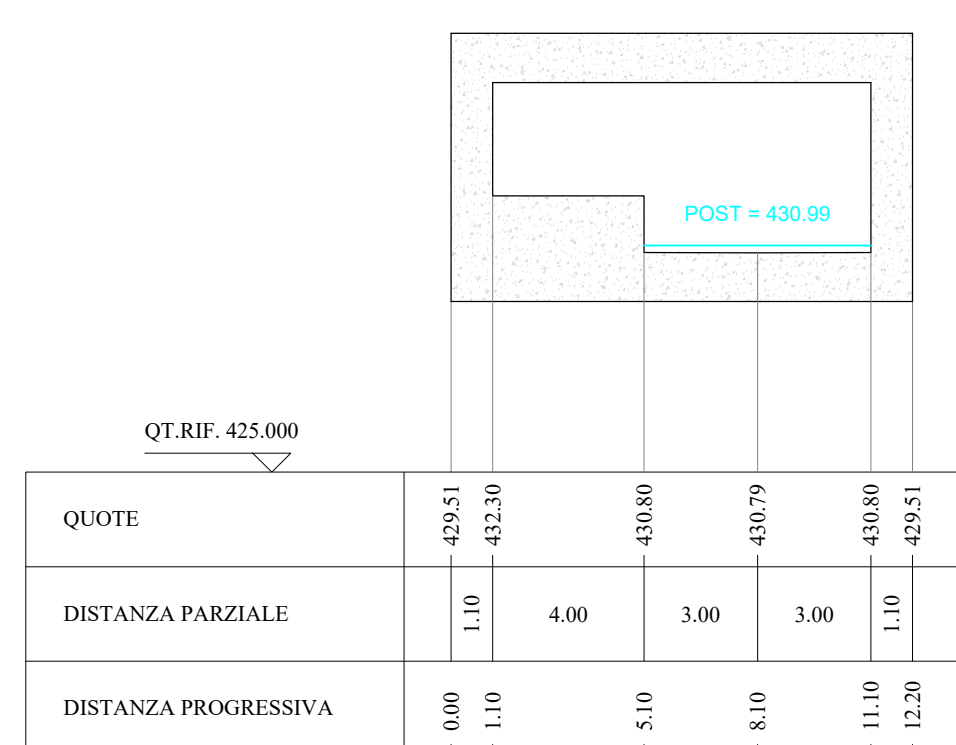 POST = 430.99
QT.RIF. 425.000
QUOTE 429.51 432.30 430.80 430.79 430.80 429.51
DISTANZA PARZIALE 1.10 4.00 3.00 3.00 1.10
DISTANZA PROGRESSIVA 0.00 1.10 5.10 8.10 11.10 12.20